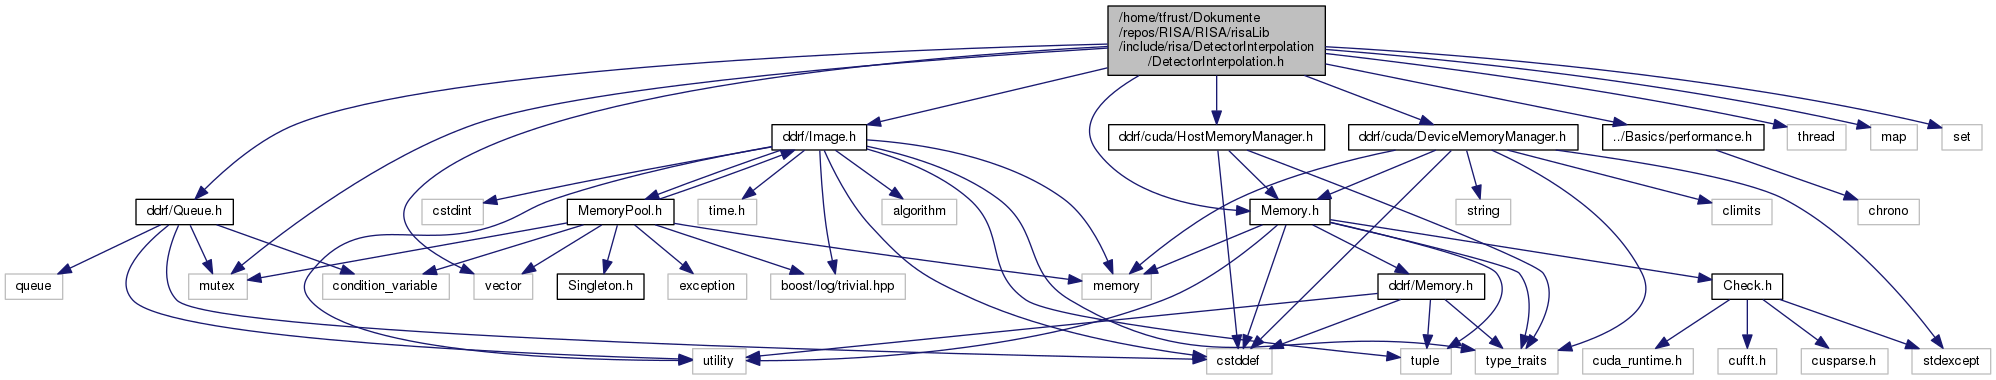 /home/tfrust/Dokumente
/repos/RISA/RISA/risaLib
/include/risa/DetectorInterpolation
/DetectorInterpolation.h
ddrf/Image.h
ddrf/cuda/HostMemoryManager.h
ddrf/cuda/DeviceMemoryManager.h
../Basics/performance.h
thread
map
set
ddrf/Queue.h
cstdint
MemoryPool.h
time.h
algorithm
Memory.h
string
climits
chrono
queue
mutex
condition_variable
vector
Singleton.h
exception
boost/log/trivial.hpp
memory
ddrf/Memory.h
Check.h
utility
cstddef
tuple
type_traits
cuda_runtime.h
cufft.h
cusparse.h
stdexcept